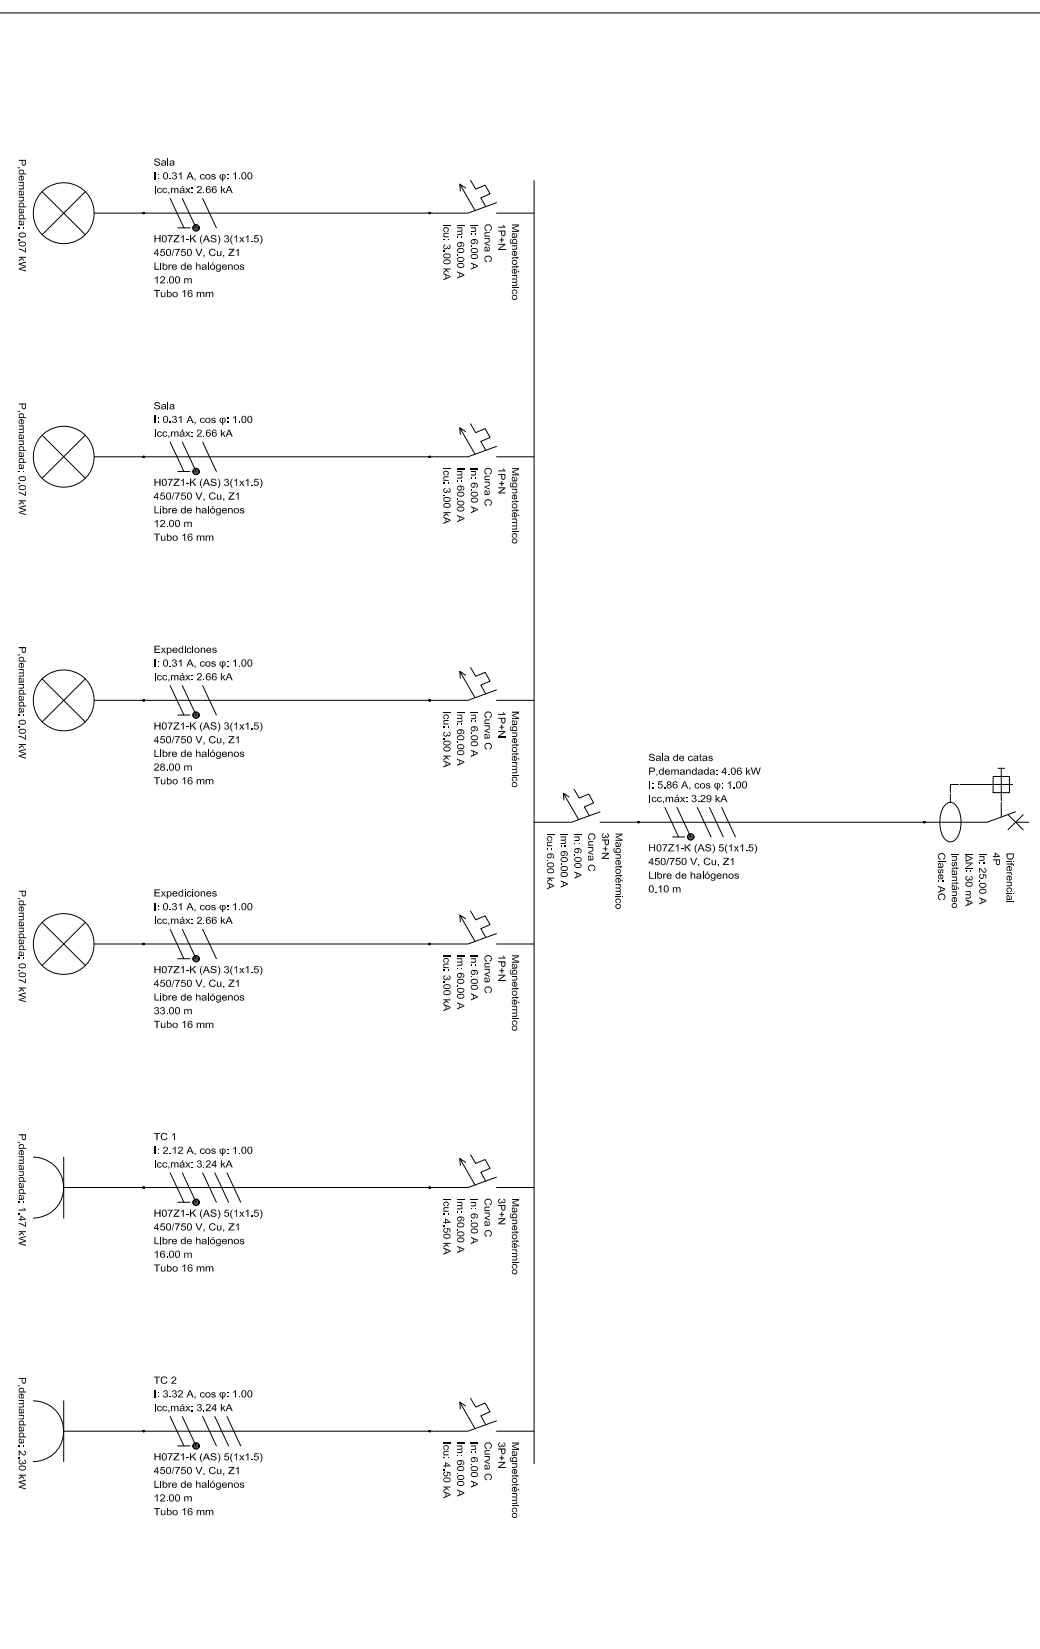 Sala
I: 0.31 A, cos φ: 1.00
Icc,máx: 2.66 kA
H07Z1-K (AS) 3(1x1.5)
450/750 V, Cu, Z1
Libre de halógenos
12.00 m
Tubo 16 mm
P,demandada: 0.07 kW
Magnetotérmico
1P+N
Curva C
In: 6.00 A
Im: 60.00 A
Icu: 3.00 kA
Sala
I: 0.31 A, cos φ: 1.00
Icc,máx: 2.66 kA
H07Z1-K (AS) 3(1x1.5)
450/750 V, Cu, Z1
Libre de halógenos
12.00 m
Tubo 16 mm
P,demandada: 0.07 kW
Magnetotérmico
1P+N
Curva C
In: 6.00 A
Im: 60.00 A
Icu: 3.00 kA
Expediciones
I: 0.31 A, cos φ: 1.00
Icc,máx: 2.66 kA
H07Z1-K (AS) 3(1x1.5)
450/750 V, Cu, Z1
Libre de halógenos
28.00 m
Tubo 16 mm
P,demandada: 0.07 kW
Magnetotérmico
1P+N
Curva C
In: 6.00 A
Im: 60.00 A
Icu: 3.00 kA
Sala de catas
P,demandada: 4.06 kW
I: 5.86 A, cos φ: 1.00
Icc,máx: 3.29 kA
H07Z1-K (AS) 5(1x1.5)
450/750 V, Cu, Z1
Libre de halógenos
0.10 m
Magnetotérmico
3P+N
Curva C
In: 6.00 A
Im: 60.00 A
Icu: 6.00 kA
Diferencial
4P
In: 25.00 A
IΔN: 30 mA
Instantáneo
Clase: AC
Expediciones
I: 0.31 A, cos φ: 1.00
Icc,máx: 2.66 kA
H07Z1-K (AS) 3(1x1.5)
450/750 V, Cu, Z1
Libre de halógenos
33.00 m
Tubo 16 mm
P,demandada: 0.07 kW
Magnetotérmico
1P+N
Curva C
In: 6.00 A
Im: 60.00 A
Icu: 3.00 kA
TC 1
I: 2.12 A, cos φ: 1.00
Icc,máx: 3.24 kA
H07Z1-K (AS) 5(1x1.5)
450/750 V, Cu, Z1
Libre de halógenos
16.00 m
Tubo 16 mm
P,demandada: 1.47 kW
Magnetotérmico
3P+N
Curva C
In: 6.00 A
Im: 60.00 A
Icu: 4.50 kA
TC 2
I: 3.32 A, cos φ: 1.00
Icc,máx: 3.24 kA
H07Z1-K (AS) 5(1x1.5)
450/750 V, Cu, Z1
Libre de halógenos
12.00 m
Tubo 16 mm
P,demandada: 2.30 kW
Magnetotérmico
3P+N
Curva C
In: 6.00 A
Im: 60.00 A
Icu: 4.50 kA